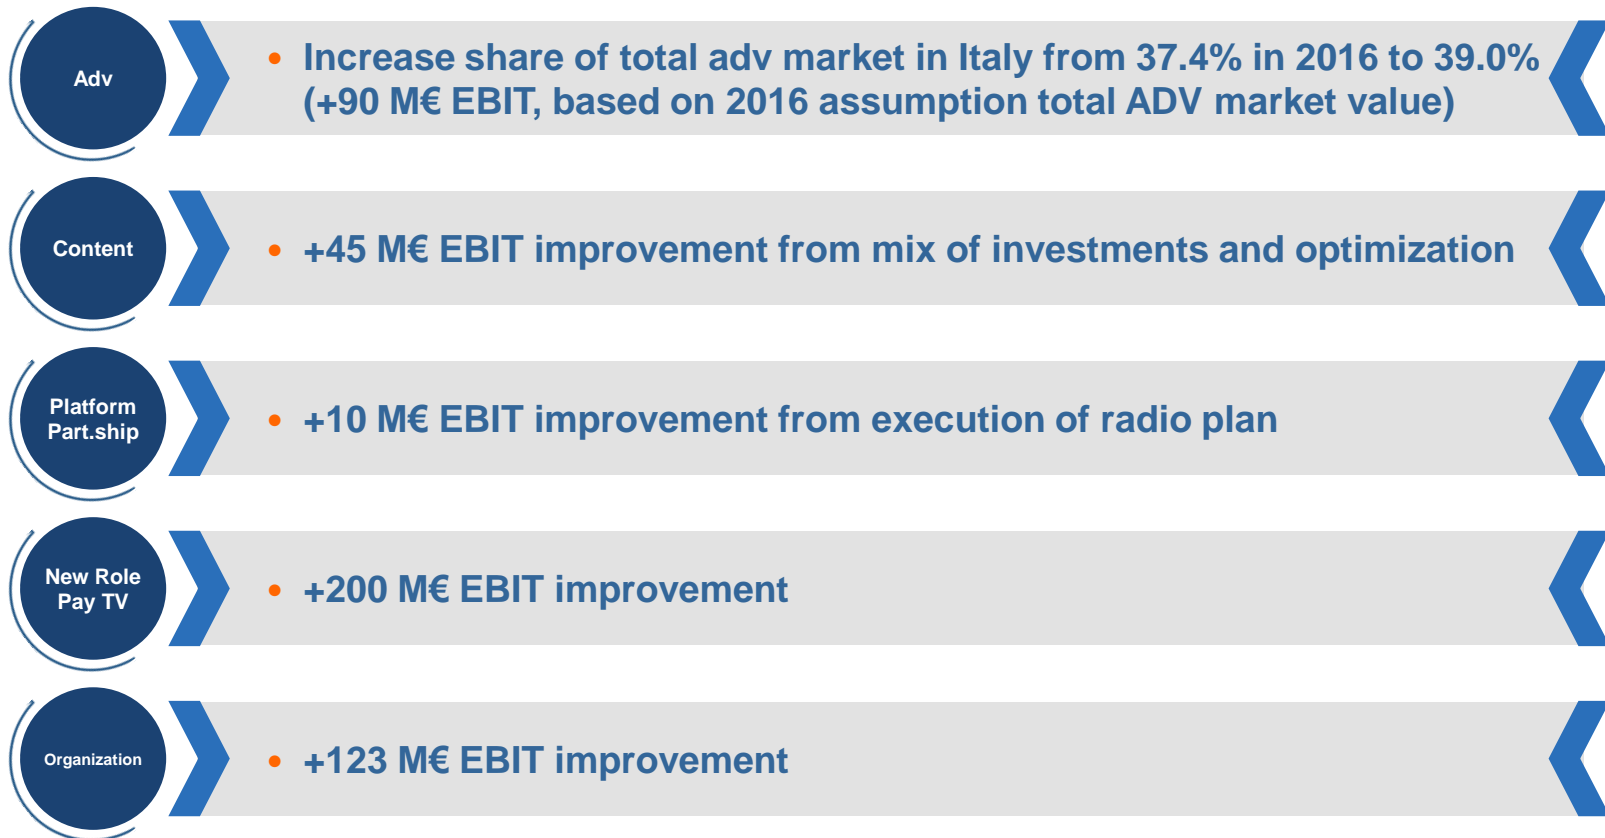 Adv
• Increase share of total adv market in Italy from 37.4% in 2016 to 39.0%
(+90 M€ EBIT, based on 2016 assumption total ADV market value)
Content
• +45 M€ EBIT improvement from mix of investments and optimization
Platform
Part.ship
• +10 M€ EBIT improvement from execution of radio plan
New Role
Pay TV
• +200 M€ EBIT improvement
Organization
• +123 M€ EBIT improvement